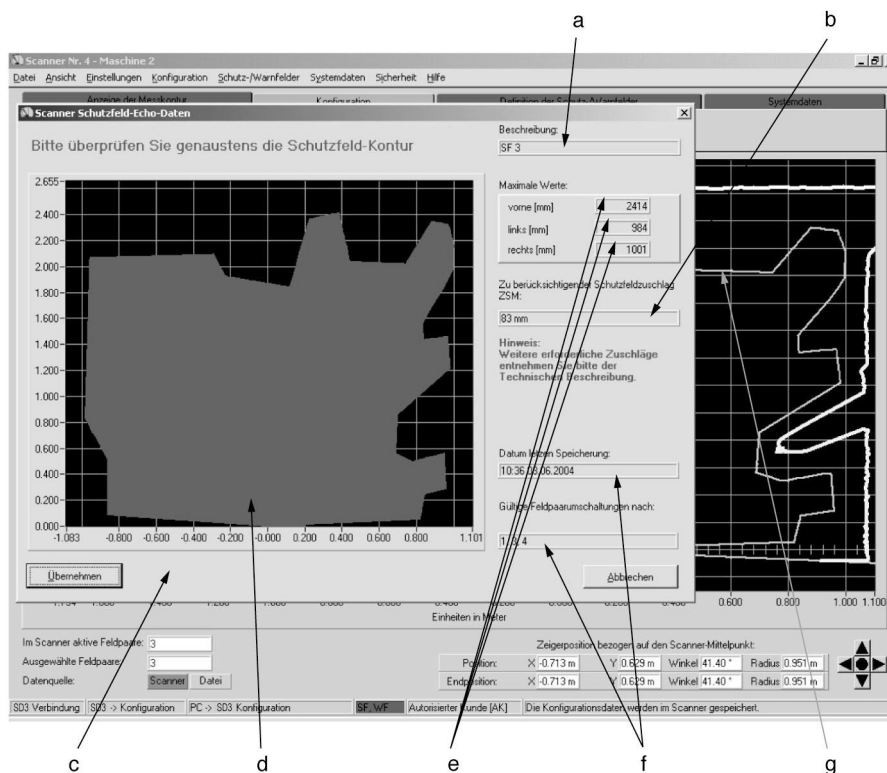 a
b
Scanner Nr. 4 - Maschine 2
Datei Ansicht Einstellungen Konfiguration Schutz-/Warnfelder Systemdaten Sicherheit Hilfe
Anzeige der Messkontur Konfiguration Definition der Schutz-/Warnfelder Systemdaten
Scanner Schutzfeld-Echo-Daten
Bitte überprüfen Sie genaustens die Schutzfeld-Kontur
Beschreibung:
SF 3
Maximale Werte:
vorne [mm] 2414
links [mm] 984
rechts [mm] 1001
Zu berücksichtigender Schutzfeldzuschlag
ZSM:
83 mm
Hinweis:
Weitere erforderliche Zuschläge
entnehmen Sie bitte der
Technischen Beschreibung.
Datum letzen Speicherung:
10:36, 03.06.2004
Gültige Feldpaarumschaltungen nach:
2.655
2.400
2.200
2.000
1.800
1.600
1.400
1.200
1.000
0.800
0.600
0.400
0.200
0.000
-1.083 -0.800 -0.600 -0.400 -0.200 0.000 0.200 0.400 0.600 0.800 1.101
Übernehmen
Abbrechen
0.600 0.800 1.000 1.100
Einheiten in Meter
Im Scanner aktive Feldpaare: 3
Ausgewählte Feldpaare: 3
Datenquelle: Scanner Datei
Zeigerposition bezogen auf den Scanner-Mittelpunkt:
Position: X -0.713 m Y 0.629 m Winkel 41.40 ° Radius 0.951 m
Endposition: X -0.713 m Y 0.629 m Winkel 41.40 ° Radius 0.951 m
SD3 Verbindung SD3 -> Konfiguration PC -> SD3 Konfiguration SF, WF Autorisierter Kunde [AK] Die Konfigurationsdaten werden im Scanner gespeichert.
c
d
e
f
g